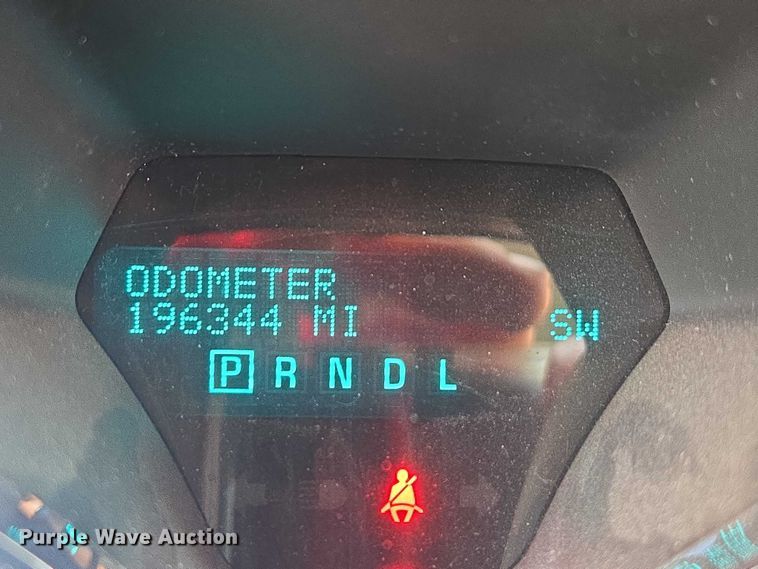 ODOMETER
196344 MI SW
P R N D L
Purple Wave Auction